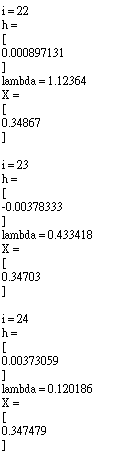 i = 22
h =
[
0.000897131
]
lambda = 1.12364
X =
[
0.34867
]
i = 23
h =
[
-0.00378333
]
lambda = 0.433418
X =
[
0.34703
]
i = 24
h =
[
0.00373059
]
lambda = 0.120186
X =
[
0.347479
]